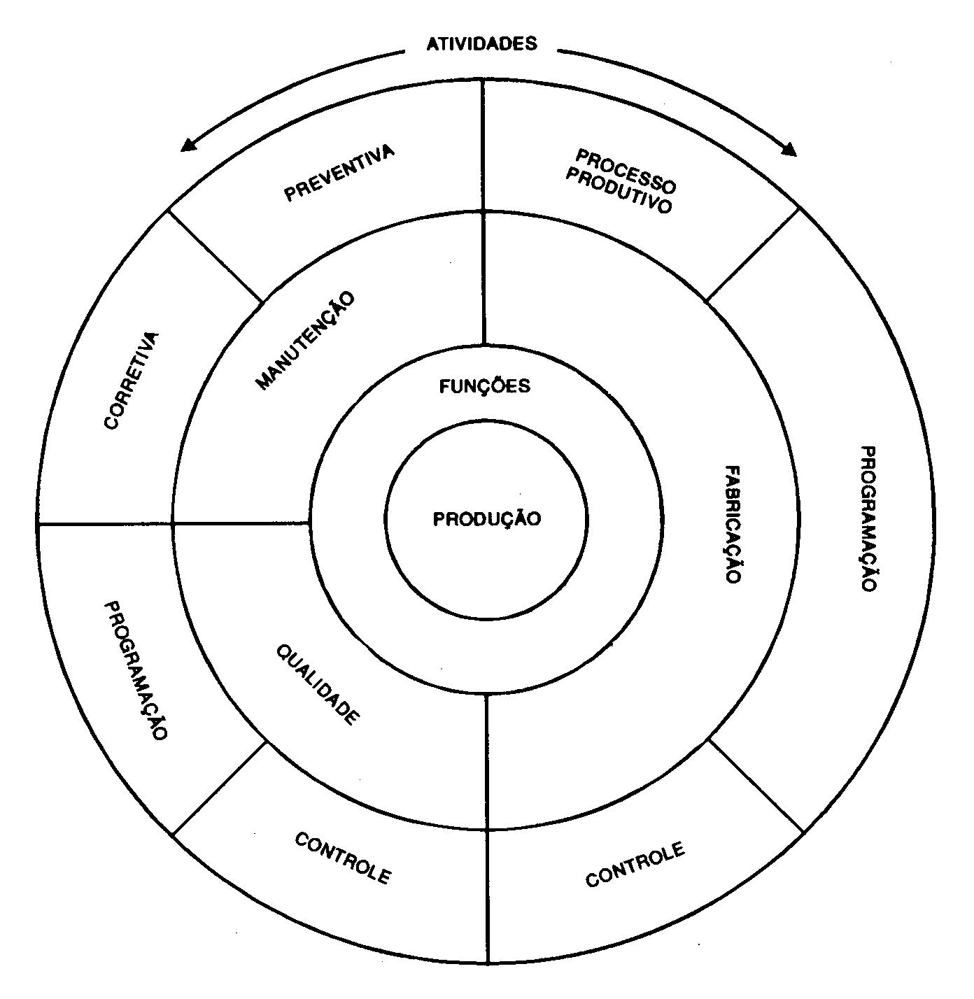 ATIVIDADES
PREVENTIVA
PROCESSO
PRODUTIVO
CORRETIVA
MANUTENÇÃO
FUNÇÕES
PRODUÇÃO
FABRICAÇÃO
PROGRAMAÇÃO
PROGRAMAÇÃO
QUALIDADE
CONTROLE
CONTROLE